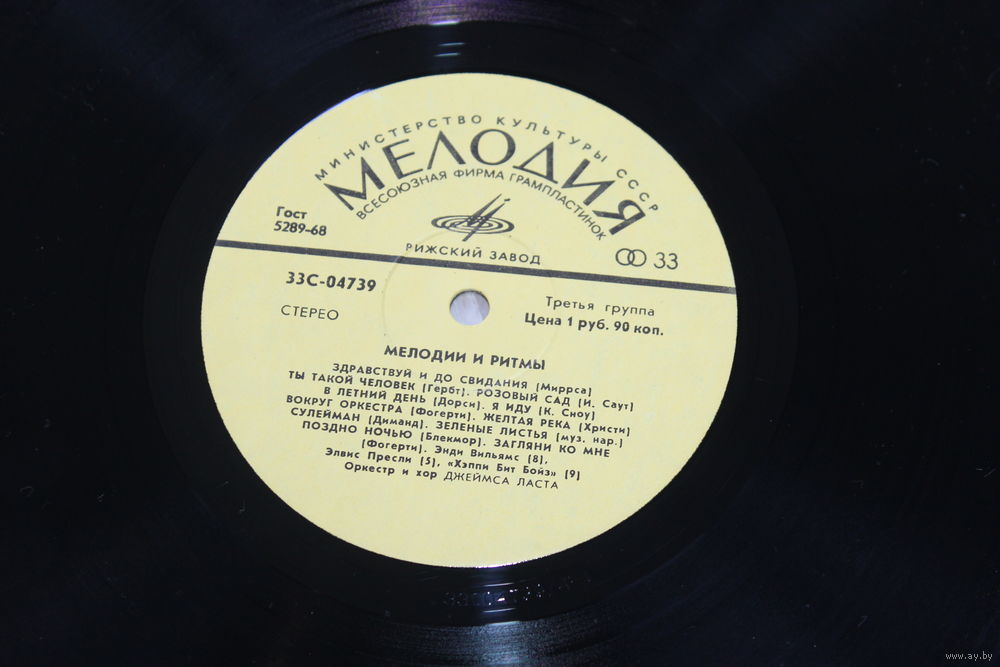 МИНИСТЕРСТВО КУЛЬТУРЫ СССР
МЕЛОДИЯ
ВСЕСОЮЗНАЯ ФИРМА ГРАМПЛАСТИНОК
Гост
5289-68
РИЖСКИЙ ЗАВОД
33
33С-04739
СТЕРЕО
Третья группа
Цена 1 руб. 90 коп.
МЕЛОДИИ И РИТМЫ
ЗДРАВСТВУЙ И ДО СВИДАНИЯ (Миррса)
ТЫ ТАКОЙ ЧЕЛОВЕК (Гербт). РОЗОВЫЙ САД (И. Саут)
В ЛЕТНИЙ ДЕНЬ (Дорси). Я ИДУ (К. Сноу)
ВОКРУГ ОРКЕСТРА (Фогерти). ЖЕЛТАЯ РЕКА (Христи)
СУЛЕЙМАН (Диманд). ЗЕЛЕНЫЕ ЛИСТЬЯ (муз. нар.)
ПОЗДНО НОЧЬЮ (Блекмор). ЗАГЛЯНИ КО МНЕ
(Фогерти). Энди Вильямс (8),
Элвис Пресли (5), «Хэппи Бит Бойз» (9)
Оркестр и хор ДЖЕЙМСА ЛАСТА
www.ay.by